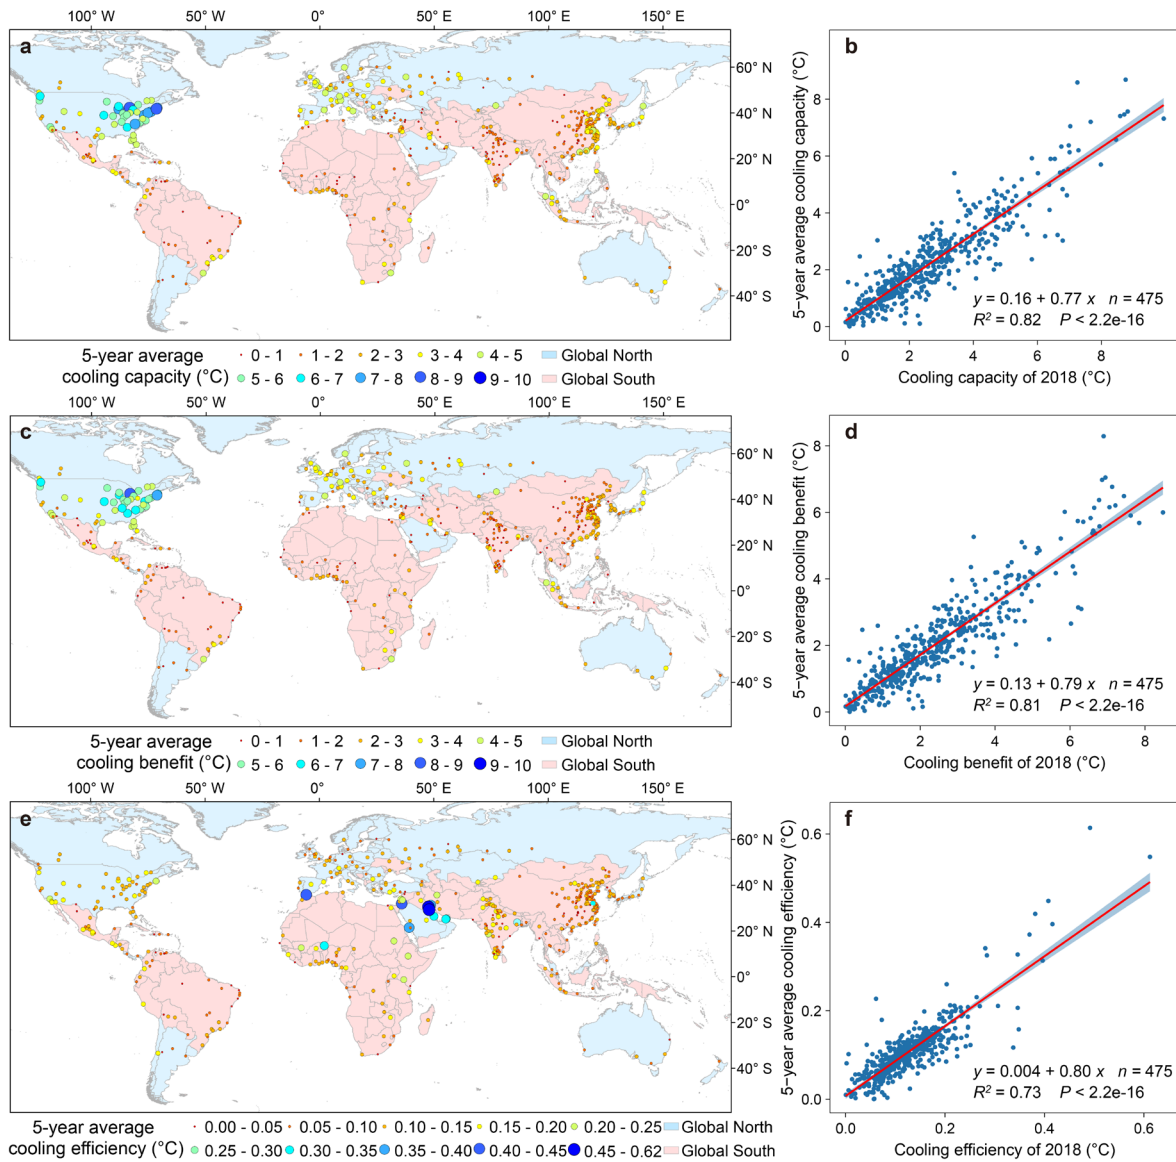 100° W 50° W 0° 50° E 100° E 150° E
a
60° N
40° N
20° N
0°
20° S
40° S
5-year average
cooling capacity (°C)
0 - 1 1 - 2 2 - 3 3 - 4 4 - 5 Global North
5 - 6 6 - 7 7 - 8 8 - 9 9 - 10 Global South
b
5−year average cooling capacity (°C)
8
6
4
2
0
y = 0.16 + 0.77 x n = 475
R² = 0.82 P < 2.2e-16
0 2 4 6 8
Cooling capacity of 2018 (°C)
100° W 50° W 0° 50° E 100° E 150° E
c
60° N
40° N
20° N
0°
20° S
40° S
5-year average
cooling benefit (°C)
0 - 1 1 - 2 2 - 3 3 - 4 4 - 5 Global North
5 - 6 6 - 7 7 - 8 8 - 9 9 - 10 Global South
d
5−year average cooling benefit (°C)
8
6
4
2
0
y = 0.13 + 0.79 x n = 475
R² = 0.81 P < 2.2e-16
0 2 4 6 8
Cooling benefit of 2018 (°C)
100° W 50° W 0° 50° E 100° E 150° E
e
60° N
40° N
20° N
0°
20° S
40° S
5-year average
cooling efficiency (°C)
0.00 - 0.05 0.05 - 0.10 0.10 - 0.15 0.15 - 0.20 0.20 - 0.25 Global North
0.25 - 0.30 0.30 - 0.35 0.35 - 0.40 0.40 - 0.45 0.45 - 0.62 Global South
f
5−year average cooling efficiency (°C)
0.6
0.4
0.2
0.0
y = 0.004 + 0.80 x n = 475
R² = 0.73 P < 2.2e-16
0.0 0.2 0.4 0.6
Cooling efficiency of 2018 (°C)